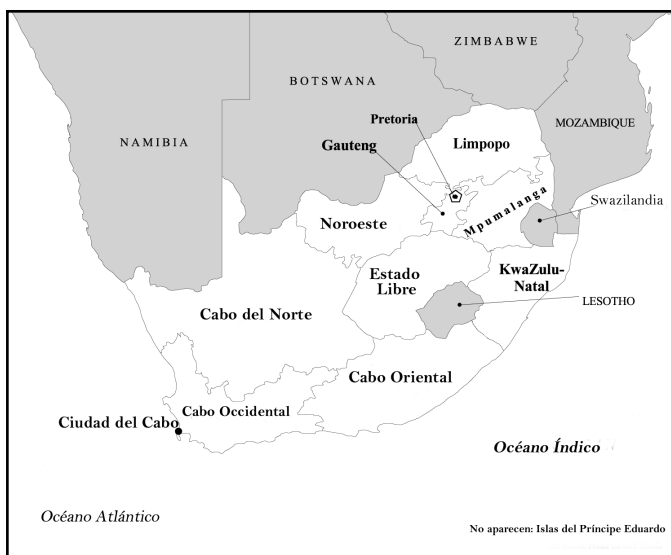 ZIMBABWE
BOTSWANA
Pretoria
MOZAMBIQUE
NAMIBIA
Gauteng
Limpopo
Swazilandia
Mpumalanga
Noroeste
Estado
Libre
KwaZulu-
Natal
LESOTHO
Cabo del Norte
Cabo Oriental
Cabo Occidental
Ciudad del Cabo
Océano Índico
Océano Atlántico
No aparecen: Islas del Príncipe Eduardo